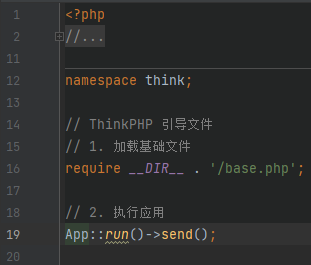 1 <?php
2 //...
11
12 namespace think;
13
14 // ThinkPHP 引导文件
15 // 1. 加载基础文件
16 require __DIR__ . '/base.php';
17
18 // 2. 执行应用
19 App::run()->send();
20